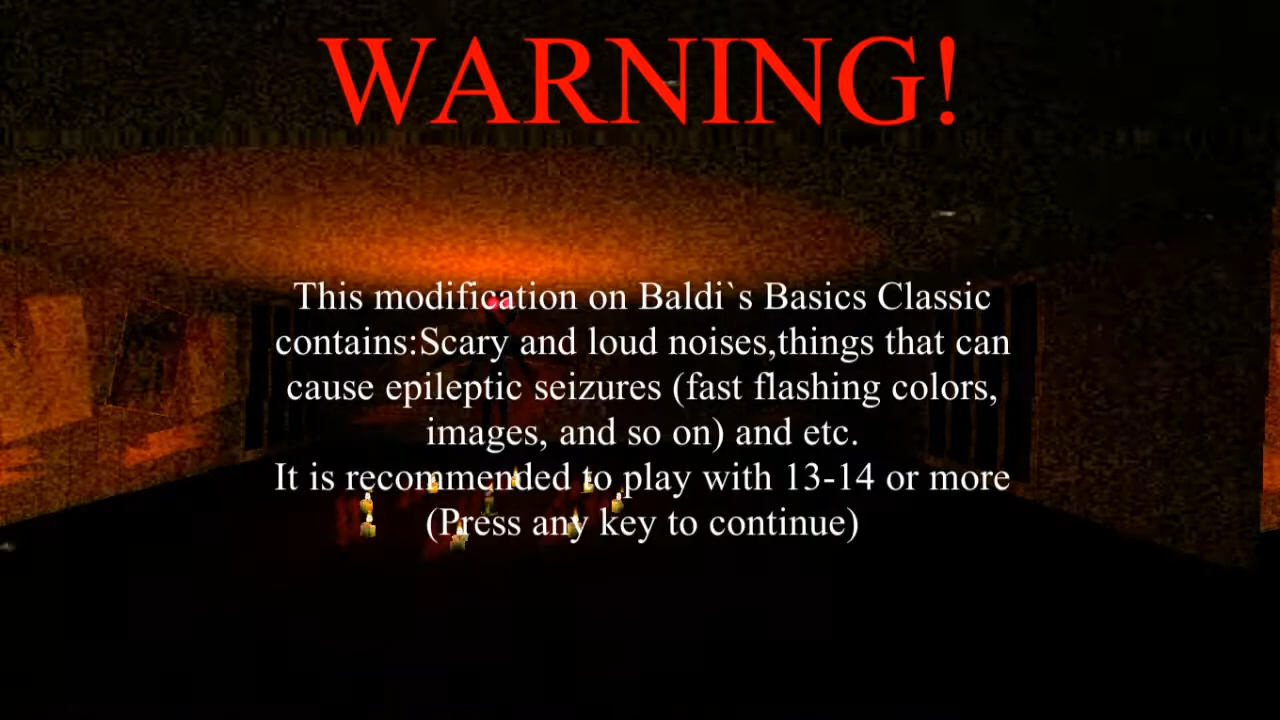 WARNING!
This modification on Baldi`s Basics Classic
contains:Scary and loud noises,things that can
cause epileptic seizures (fast flashing colors,
images, and so on) and etc.
It is recommended to play with 13-14 or more
(Press any key to continue)